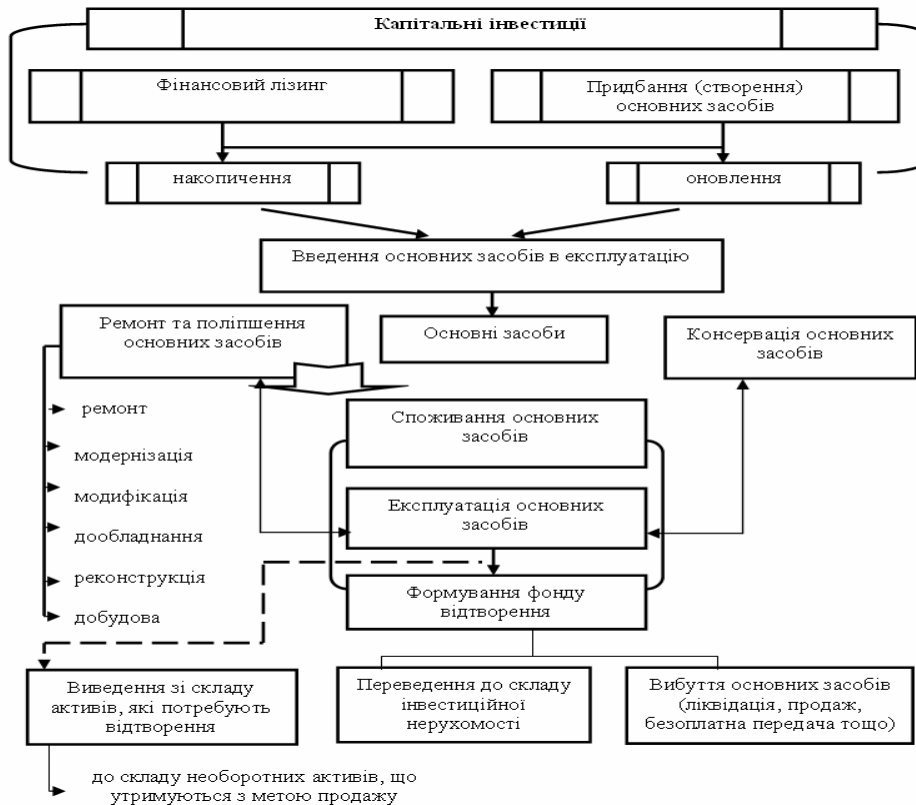 Капітальні інвестиції
Фінансовий лізинг
Придбання (створення)
основних засобів
накопичення
оновлення
Введення основних засобів в експлуатацію
Ремонт та поліпшення
основних засобів
Основні засоби
Консервація основних
засобів
ремонт
модернізація
модифікація
дообладнання
реконструкція
добудова
Споживання основних
засобів
Експлуатація основних
засобів
Формування фонду
відтворення
Виведення зі складу
активів, які потребують
відтворення
Переведення до складу
інвестиційної
нерухомості
Вибуття основних засобів
(ліквідація, продаж,
безоплатна передача тощо)
до складу необоротних активів, що
утримуються з метою продажу